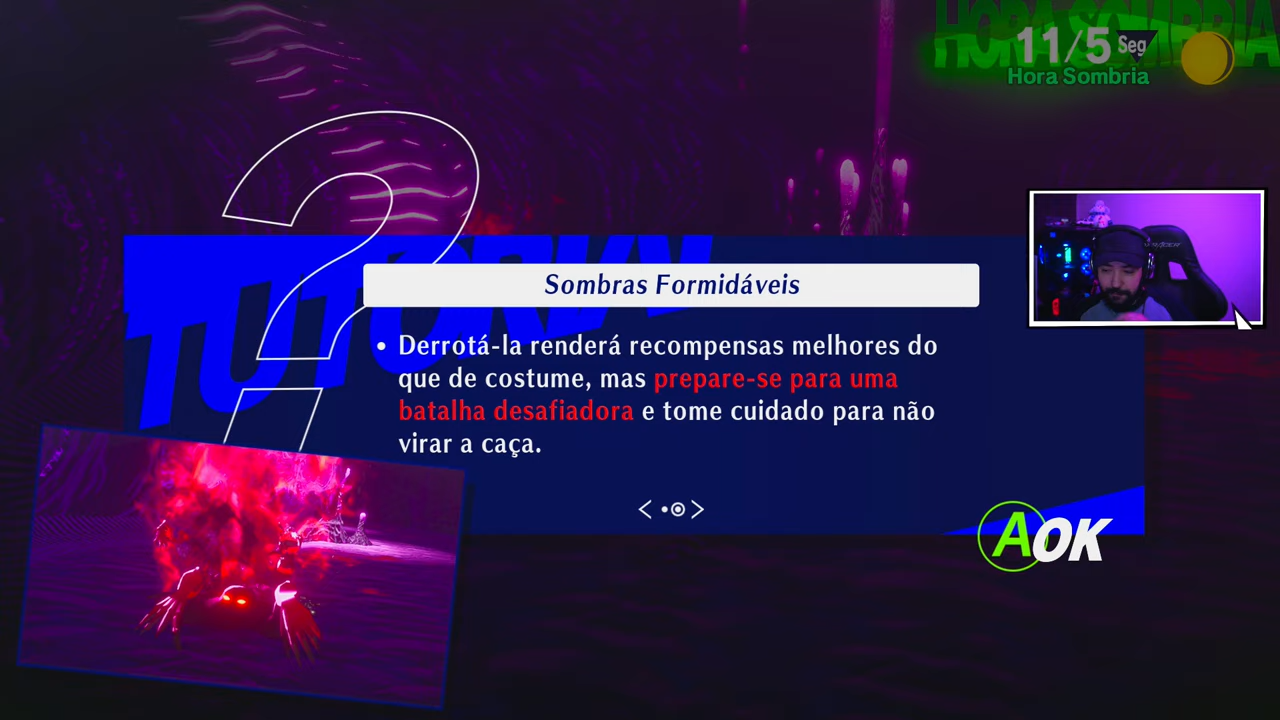 HORA SOMBRIA
11/5 Seg
Hora Sombria
TUTORIAL
Sombras Formidáveis
• Derrotá-la renderá recompensas melhores do
que de costume, mas prepare-se para uma
batalha desafiadora e tome cuidado para não
virar a caça.
A OK